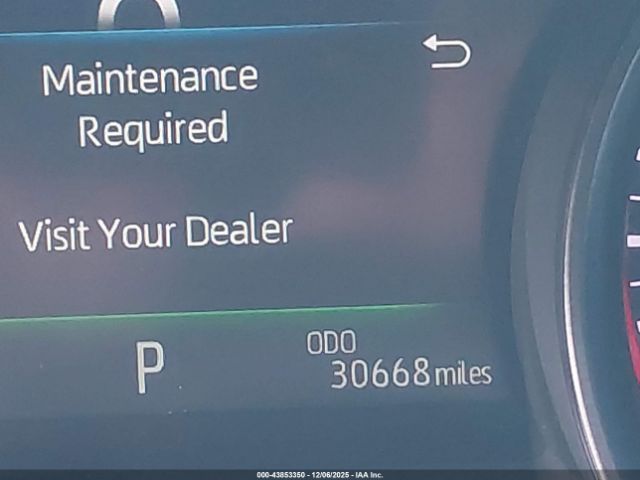 Maintenance
Required
Visit Your Dealer
P
ODO
30668 miles
000-43853350 - 12/06/2025 - IAA Inc.